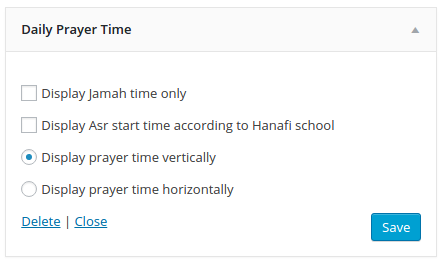 Daily Prayer Time
Display Jamah time only
Display Asr start time according to Hanafi school
Display prayer time vertically
Display prayer time horizontally
Delete | Close
Save